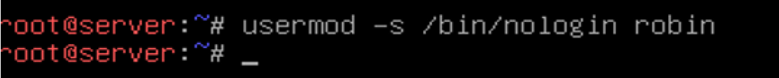 root@server:~# usermod -s /bin/nologin robin
root@server:~# _